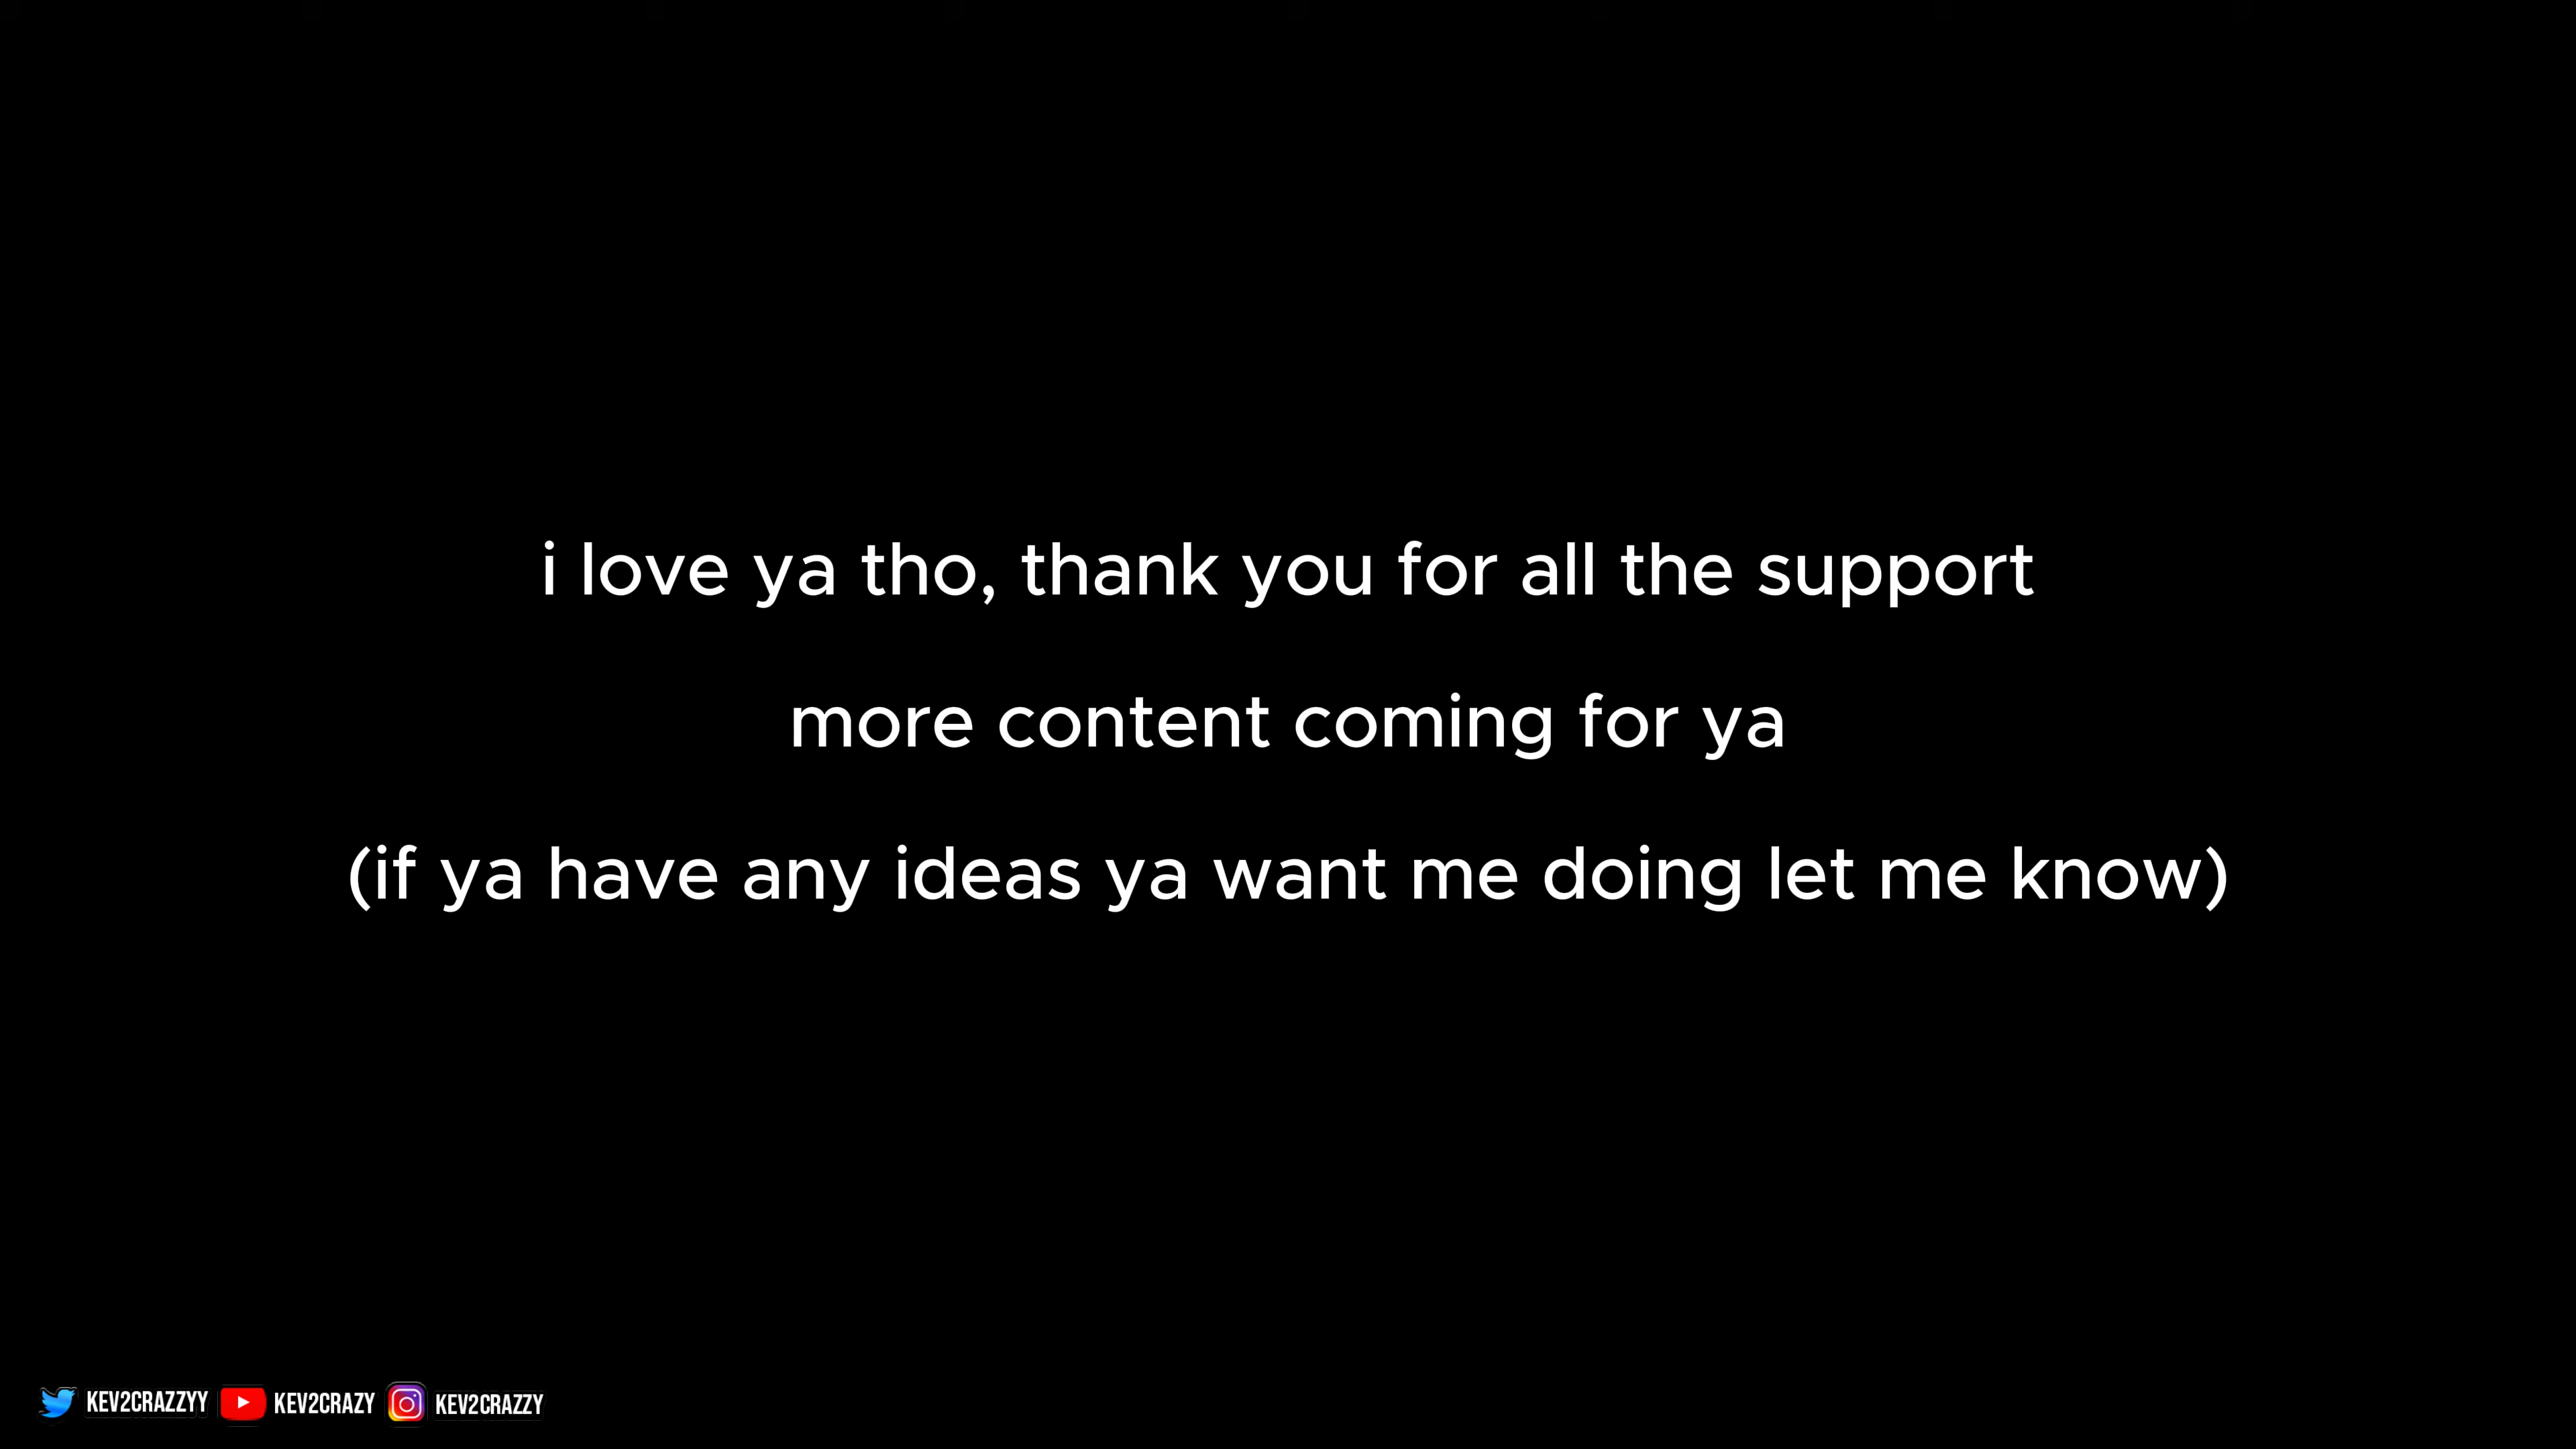 i love ya tho, thank you for all the support
more content coming for ya
(if ya have any ideas ya want me doing let me know)
KEV2CRAZZYY KEV2CRAZY KEV2CRAZZY